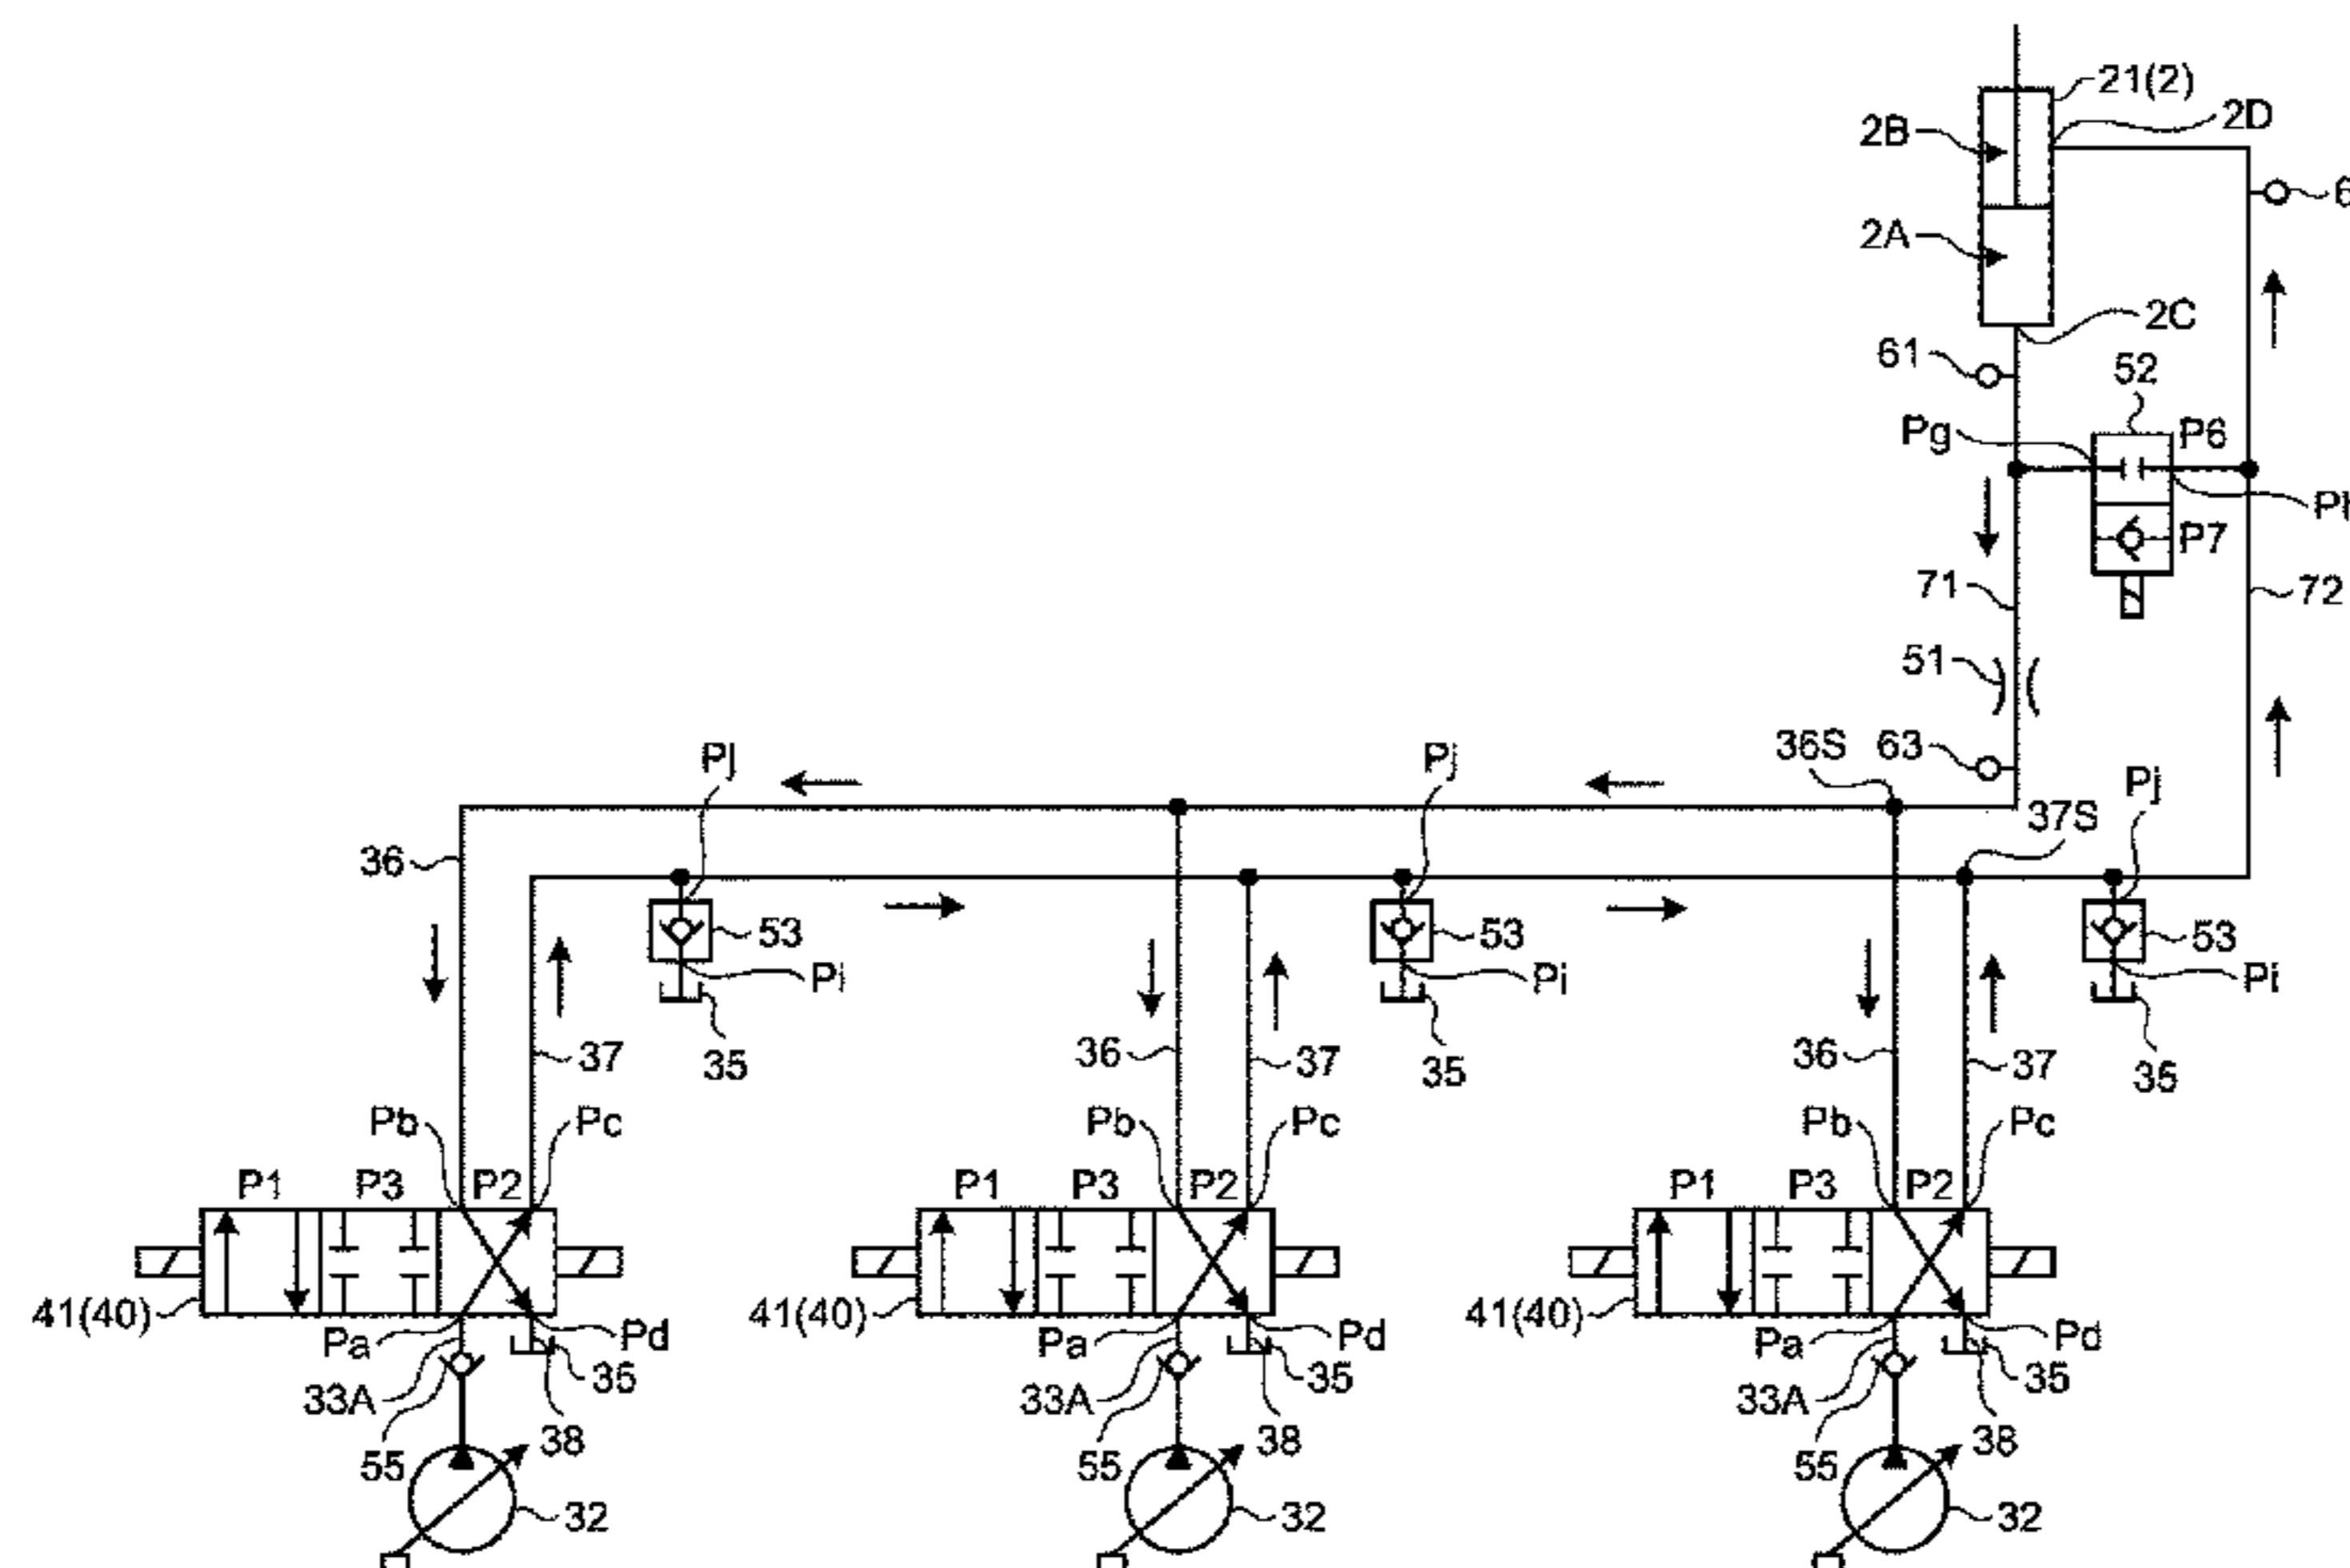 21(2)
2B
2D
2A
2C
61
52
Pg
P6
P7
71
72
51
Pj
Pj
36S
63
Pj
37S
36
53
53
53
Pi
Pi
Pi
35
35
35
37
36
37
36
37
Pb
Pc
Pb
Pc
Pb
Pc
P1
P3
P2
P1
P3
P2
P1
P3
P2
41(40)
Pa
Pd
41(40)
Pa
Pd
41(40)
Pa
Pd
33A
35
33A
35
33A
35
55
38
55
38
55
38
32
32
32